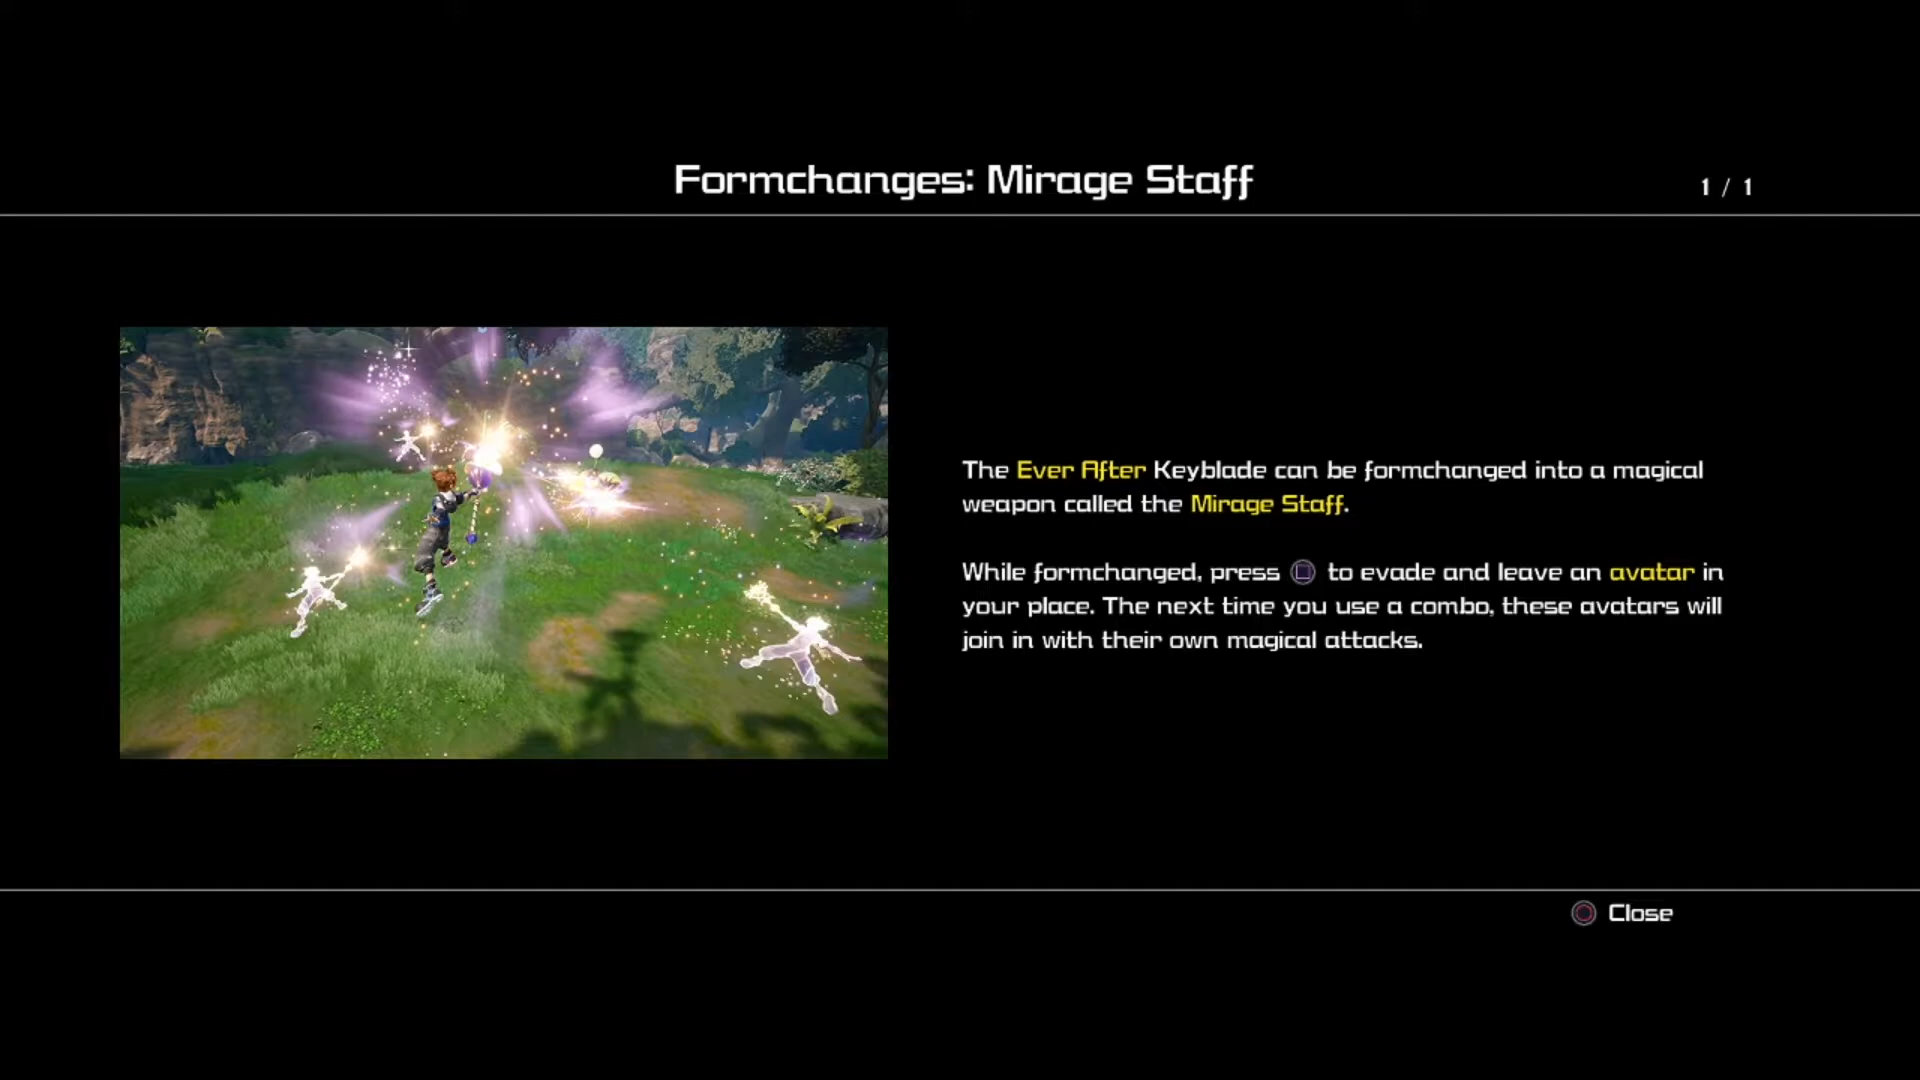 Formchanges: Mirage Staff
1 / 1
The Ever After Keyblade can be formchanged into a magical
weapon called the Mirage Staff.
While formchanged, press to evade and leave an avatar in
your place. The next time you use a combo, these avatars will
join in with their own magical attacks.
Close